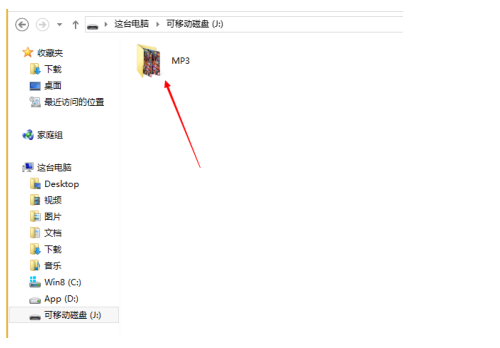 这台电脑 可移动磁盘 (J:)
收藏夹
下载
桌面
最近访问的位置
MP3
家庭组
这台电脑
Desktop
视频
图片
文档
下载
音乐
Win8 (C:)
App (D:)
可移动磁盘 (J:)